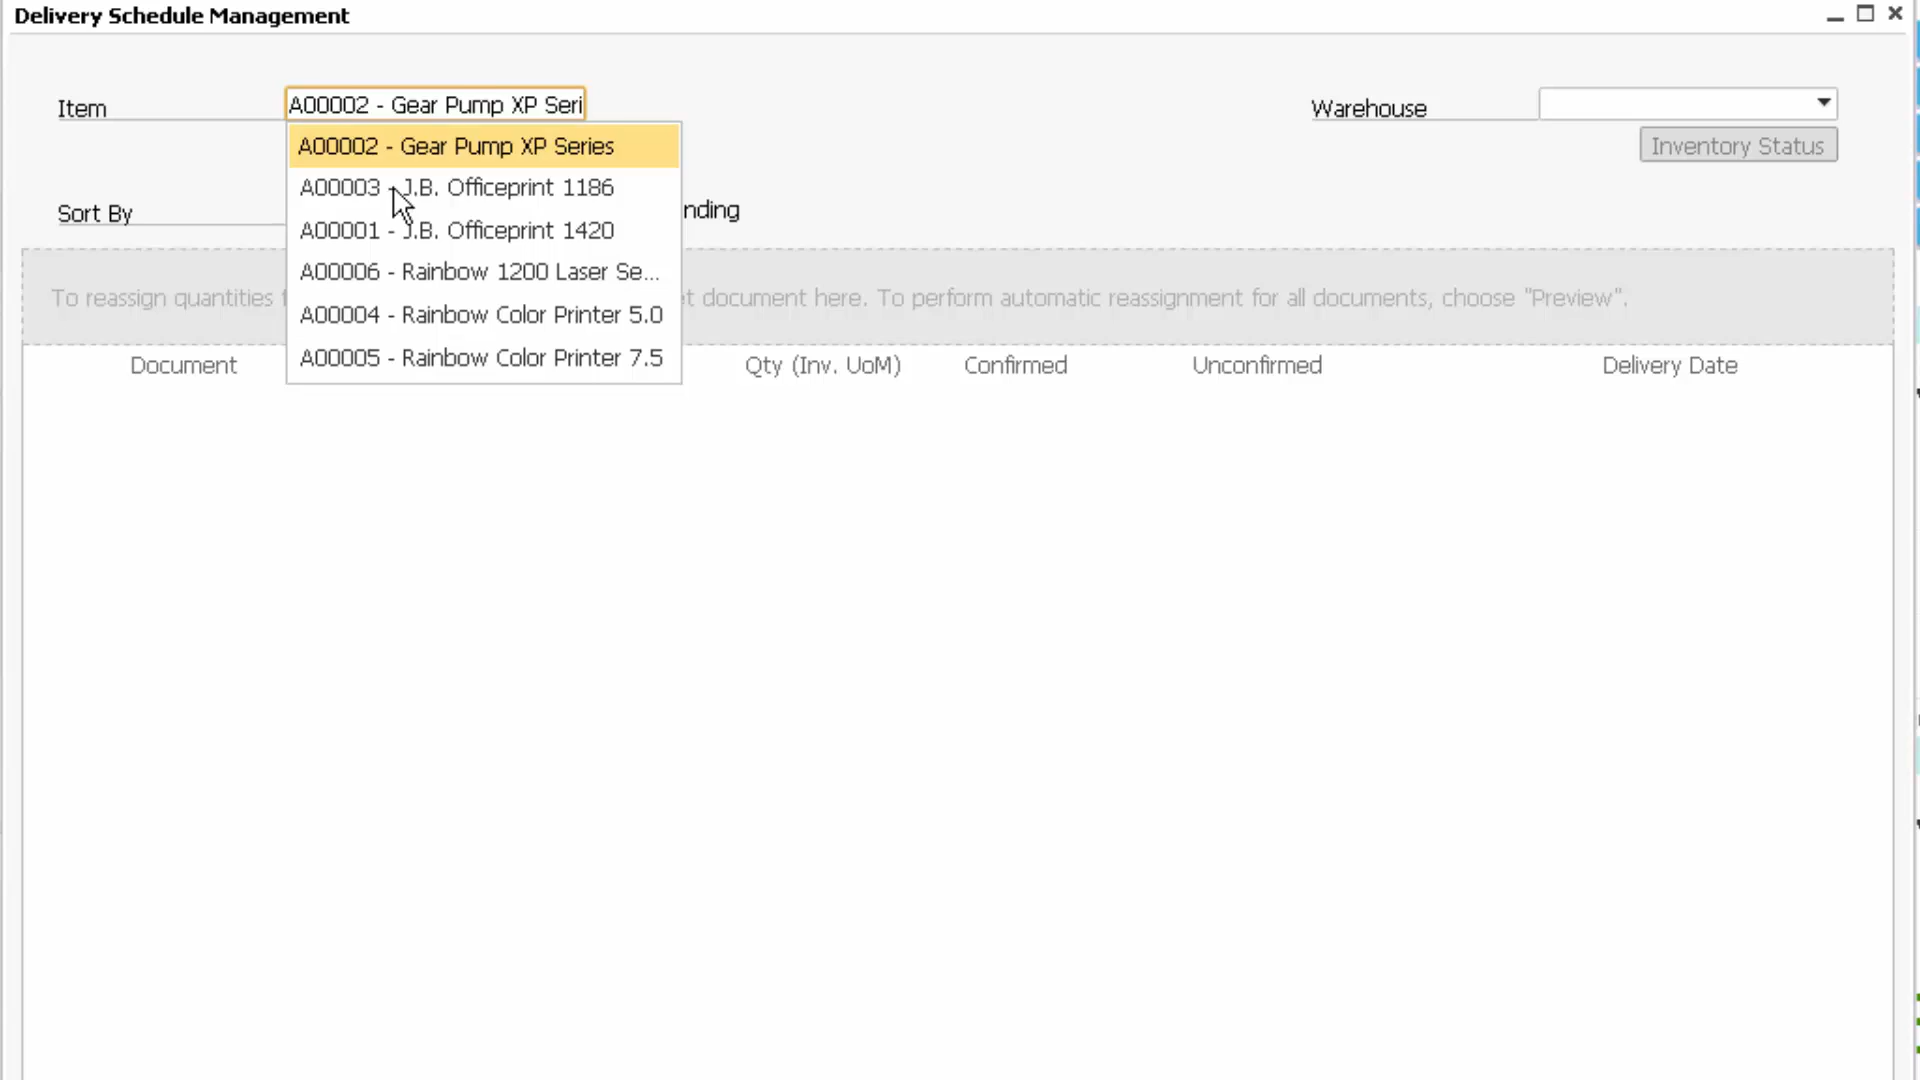 Delivery Schedule Management
Item
A00002 - Gear Pump XP Seri
Warehouse
A00002 - Gear Pump XP Series
Inventory Status
A00003 - J.B. Officeprint 1186
Sort By
nding
A00001 - J.B. Officeprint 1420
A00006 - Rainbow 1200 Laser Se...
To reassign quantities
document here. To perform automatic reassignment for all documents, choose "Preview".
A00004 - Rainbow Color Printer 5.0
A00005 - Rainbow Color Printer 7.5
Document
Qty (Inv. UoM)
Confirmed
Unconfirmed
Delivery Date